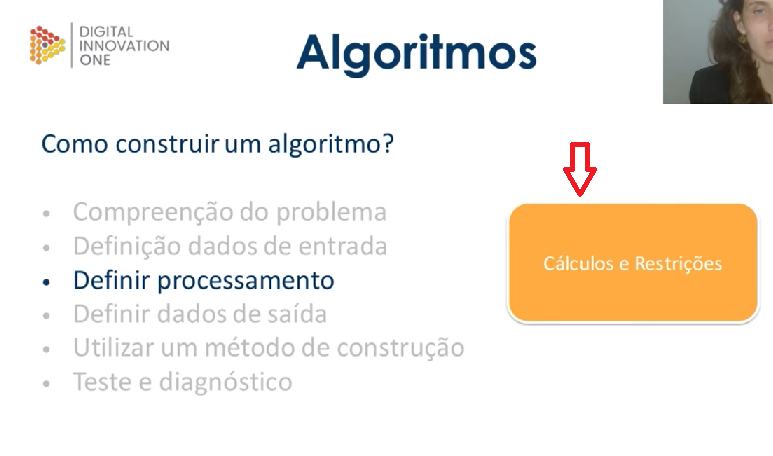 DIGITAL
INNOVATION
ONE
Algoritmos
Como construir um algoritmo?
• Compreenção do problema
• Definição dados de entrada
• Definir processamento
• Definir dados de saída
• Utilizar um método de construção
• Teste e diagnóstico
Cálculos e Restrições